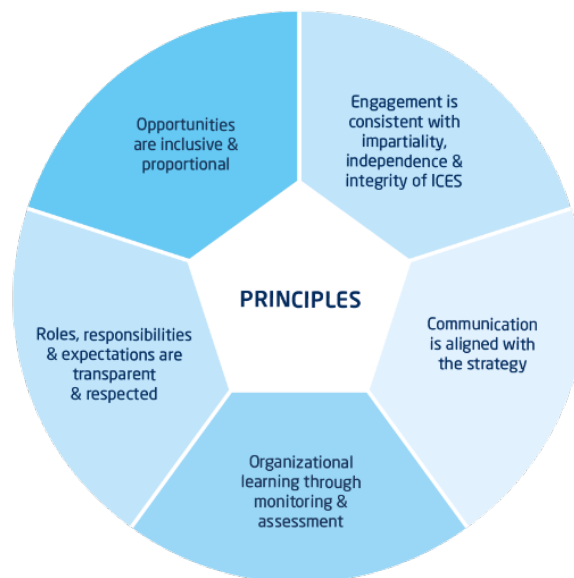 Opportunities
are inclusive &
proportional
Engagement is
consistent with
impartiality,
independence &
integrity of ICES
PRINCIPLES
Roles, responsibilities
& expectations are
transparent
& respected
Communication
is aligned with
the strategy
Organizational
learning through
monitoring &
assessment